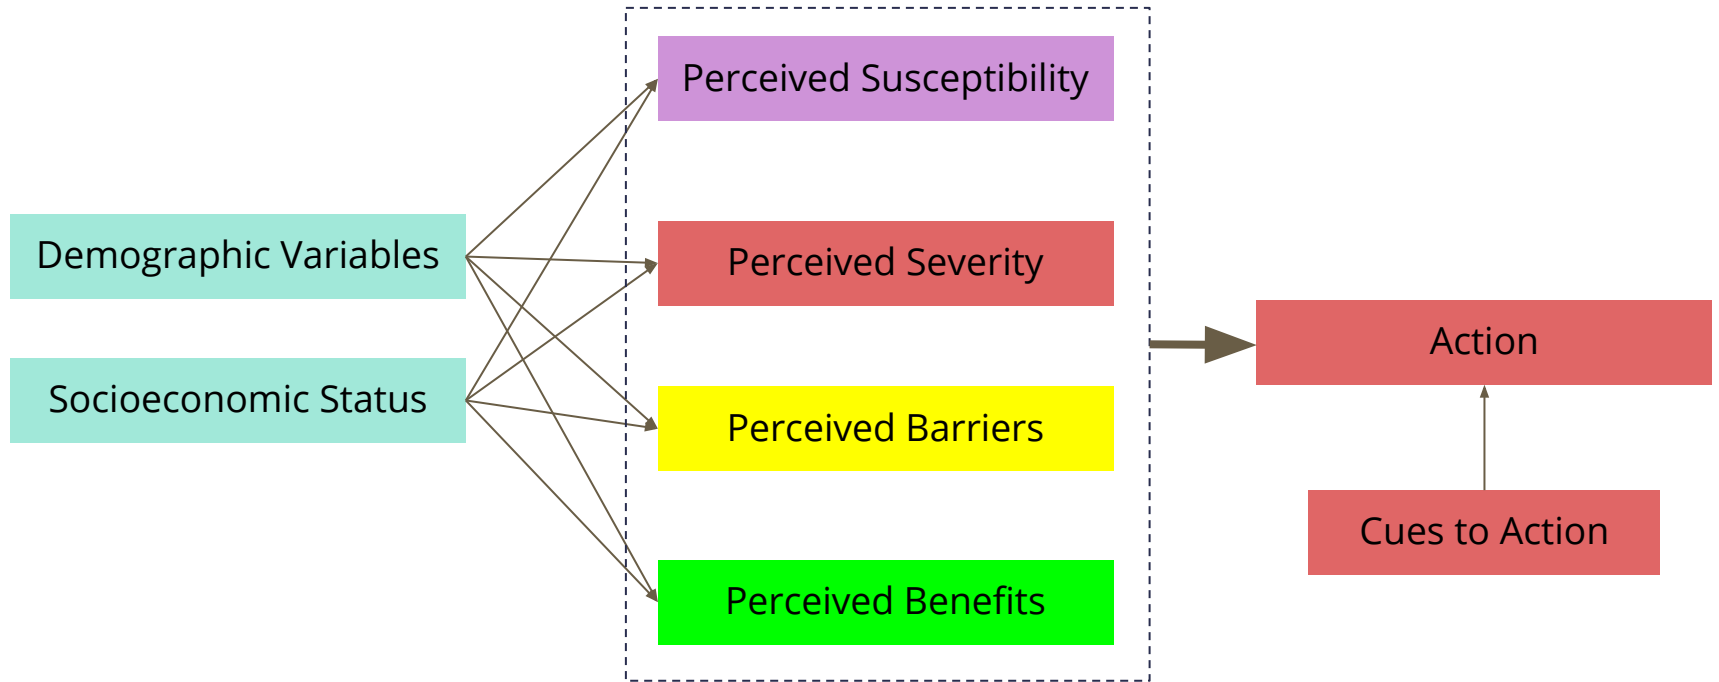 Demographic Variables
Socioeconomic Status
Perceived Susceptibility
Perceived Severity
Perceived Barriers
Perceived Benefits
Action
Cues to Action